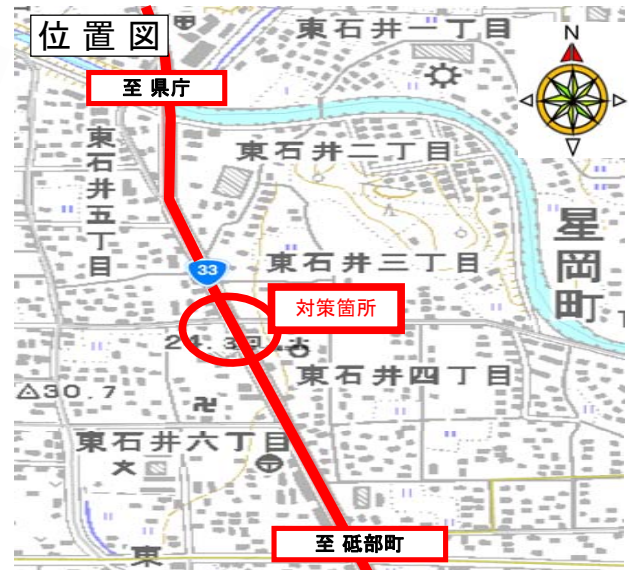 位置図
東石井一丁目
N
至 県庁
東石井二丁目
東石井五丁目
星岡町
33
東石井三丁目
対策箇所
東石井四丁目
30.7
東石井六丁目
至 砥部町
東